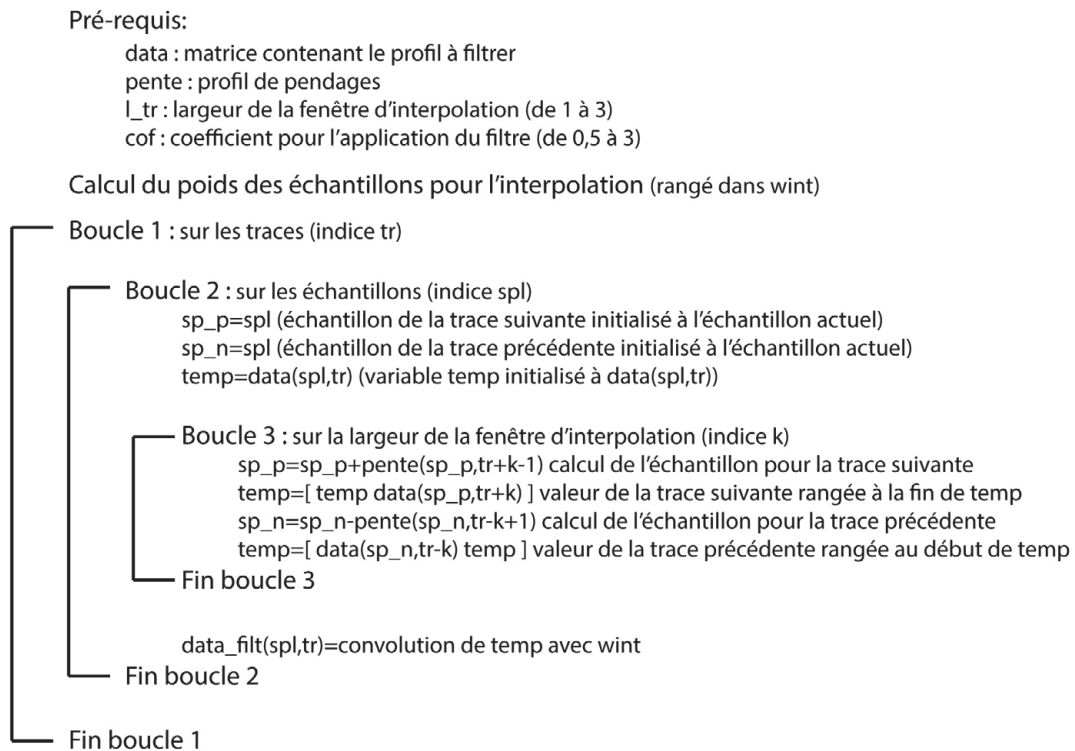 Pré-requis:
data : matrice contenant le profil à filtrer
pente : profil de pendages
l_tr : largeur de la fenêtre d'interpolation (de 1 à 3)
cof : coefficient pour l'application du filtre (de 0,5 à 3)
Calcul du poids des échantillons pour l'interpolation (rangé dans wint)
Boucle 1 : sur les traces (indice tr)
Boucle 2 : sur les échantillons (indice spl)
sp_p=spl (échantillon de la trace suivante initialisé à l'échantillon actuel)
sp_n=spl (échantillon de la trace précédente initialisé à l'échantillon actuel)
temp=data(spl,tr) (variable temp initialisé à data(spl,tr))
Boucle 3 : sur la largeur de la fenêtre d'interpolation (indice k)
sp_p=sp_p+pente(sp_p,tr+k-1) calcul de l'échantillon pour la trace suivante
temp=[ temp data(sp_p,tr+k) ] valeur de la trace suivante rangée à la fin de temp
sp_n=sp_n-pente(sp_n,tr-k+1) calcul de l'échantillon pour la trace précédente
temp=[ data(sp_n,tr-k) temp ] valeur de la trace précédente rangée au début de temp
Fin boucle 3
data_filt(spl,tr)=convolution de temp avec wint
Fin boucle 2
Fin boucle 1